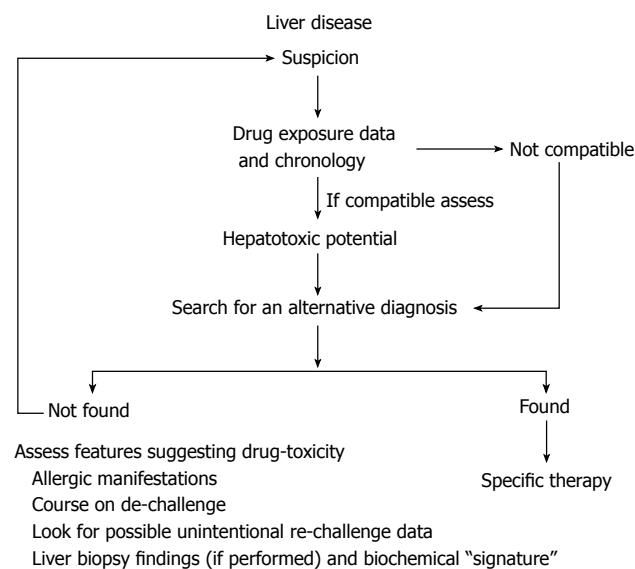 Liver disease
Suspicion
Drug exposure data
and chronology
Not compatible
If compatible assess
Hepatotoxic potential
Search for an alternative diagnosis
Not found
Found
Assess features suggesting drug-toxicity
Allergic manifestations
Course on de-challenge
Look for possible unintentional re-challenge data
Liver biopsy findings (if performed) and biochemical “signature”
Specific therapy